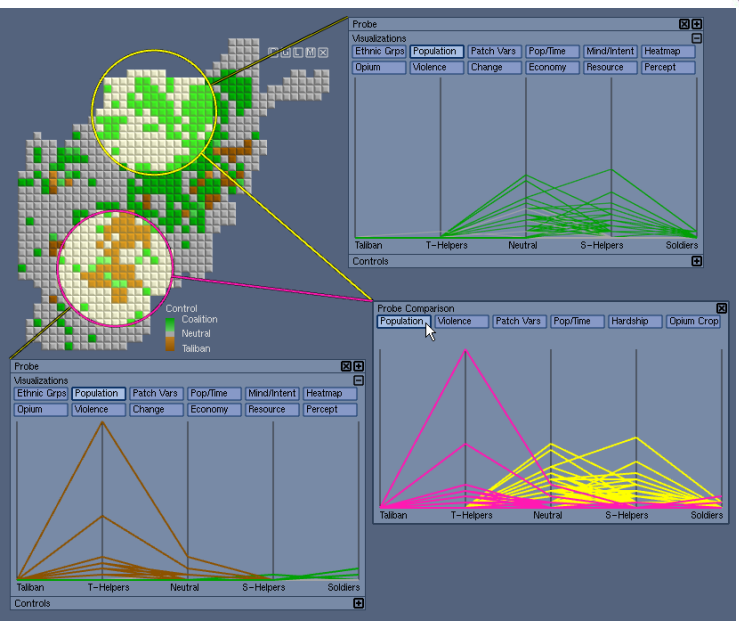 Probe
Visualizations
Ethnic Grps Population Patch Vars Pop/Time Mind/Intent Heatmap
Opium Violence Change Economy Resource Percept
Taliban T-Helpers Neutral S-Helpers Soldiers
Controls
L M
Control
Coalition
Neutral
Taliban
Probe Comparison
Population Violence Patch Vars Pop/Time Hardship Opium Crop
Taliban T-Helpers Neutral S-Helpers Soldiers
Probe
Visualizations
Ethnic Grps Population Patch Vars Pop/Time Mind/Intent Heatmap
Opium Violence Change Economy Resource Percept
Taliban T-Helpers Neutral S-Helpers Soldiers
Controls